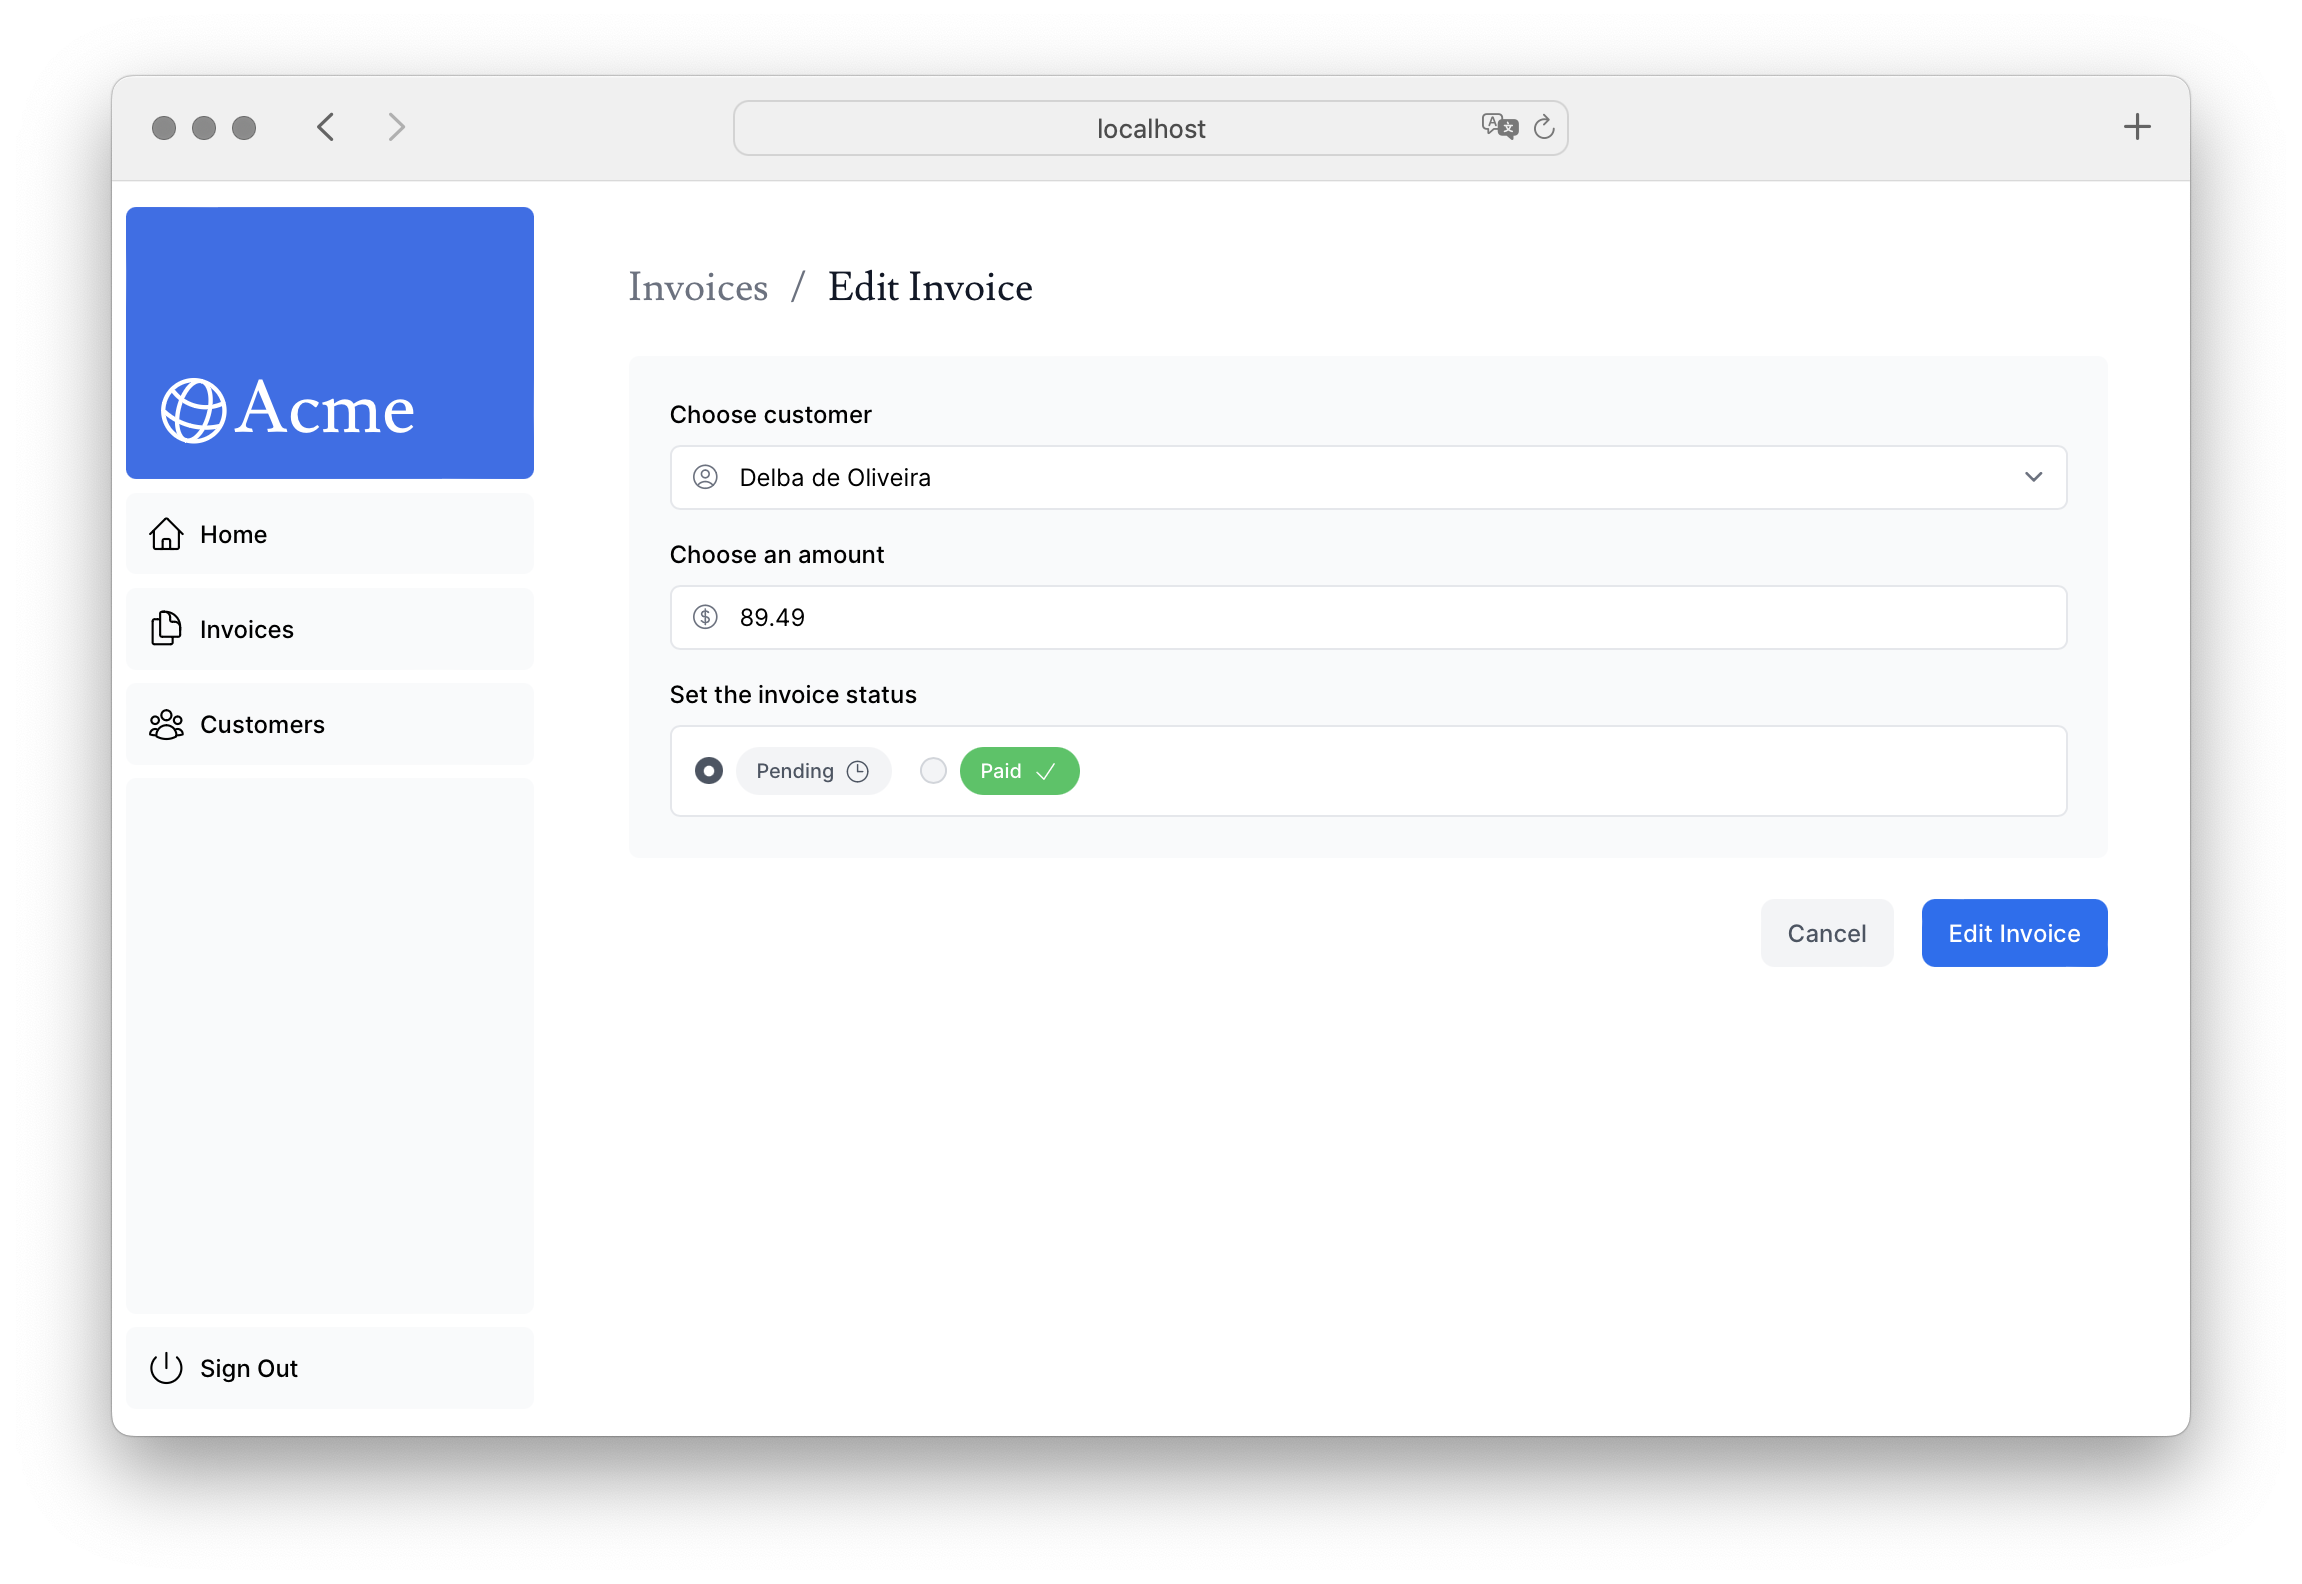 localhost
Acme
Home
Invoices
Customers
Sign Out
Invoices / Edit Invoice
Choose customer
Delba de Oliveira
Choose an amount
$ 89.49
Set the invoice status
Pending Paid
Cancel Edit Invoice